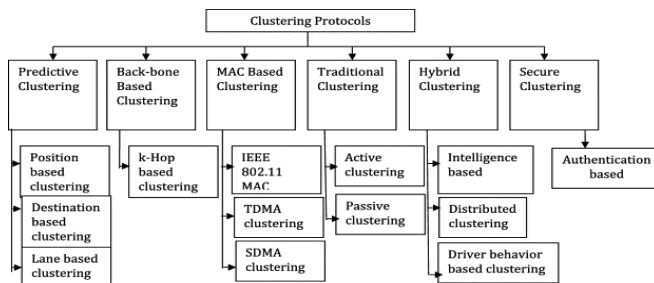 Clustering Protocols
Predictive
Clustering
Back-bone
Based
Clustering
MAC Based
Clustering
Traditional
Clustering
Hybrid
Clustering
Secure
Clustering
Position
based
clustering
Destination
based
clustering
Lane based
clustering
k-Hop
based
clustering
IEEE
802.11
MAC
TDMA
clustering
SDMA
clustering
Active
clustering
Passive
clustering
Intelligence
based
Distributed
clustering
Driver behavior
based clustering
Authentication
based